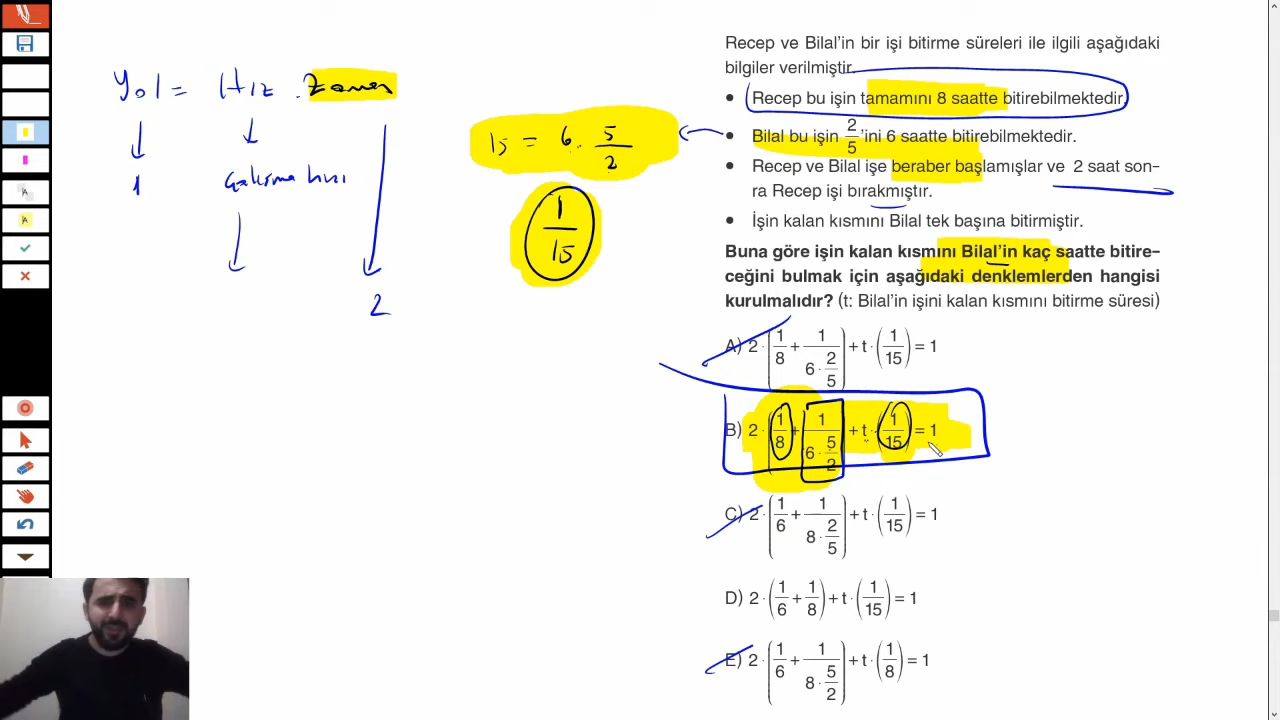 Yol = Hız . Zaman
1
çalışma hızı
2
15 = 6 . 5/2
1/15
Recep ve Bilal'in bir işi bitirme süreleri ile ilgili aşağıdaki
bilgiler verilmiştir.
• Recep bu işin tamamını 8 saatte bitirebilmektedir.
• Bilal bu işin 2/5'ini 6 saatte bitirebilmektedir.
• Recep ve Bilal işe beraber başlamışlar ve 2 saat son-
ra Recep işi bırakmıştır.
• İşin kalan kısmını Bilal tek başına bitirmiştir.
Buna göre işin kalan kısmını Bilal'in kaç saatte bitire-
ceğini bulmak için aşağıdaki denklemlerden hangisi
kurulmalıdır? (t: Bilal'in işini kalan kısmını bitirme süresi)
A) 2 · (1/8 + 1/(6 · 2/5)) + t · (1/15) = 1
B) 2 · (1/8 + 1/(6 · 5/2)) + t · (1/15) = 1
C) 2 · (1/6 + 1/(8 · 2/5)) + t · (1/15) = 1
D) 2 · (1/6 + 1/8) + t · (1/15) = 1
E) 2 · (1/6 + 1/(8 · 5/2)) + t · (1/8) = 1